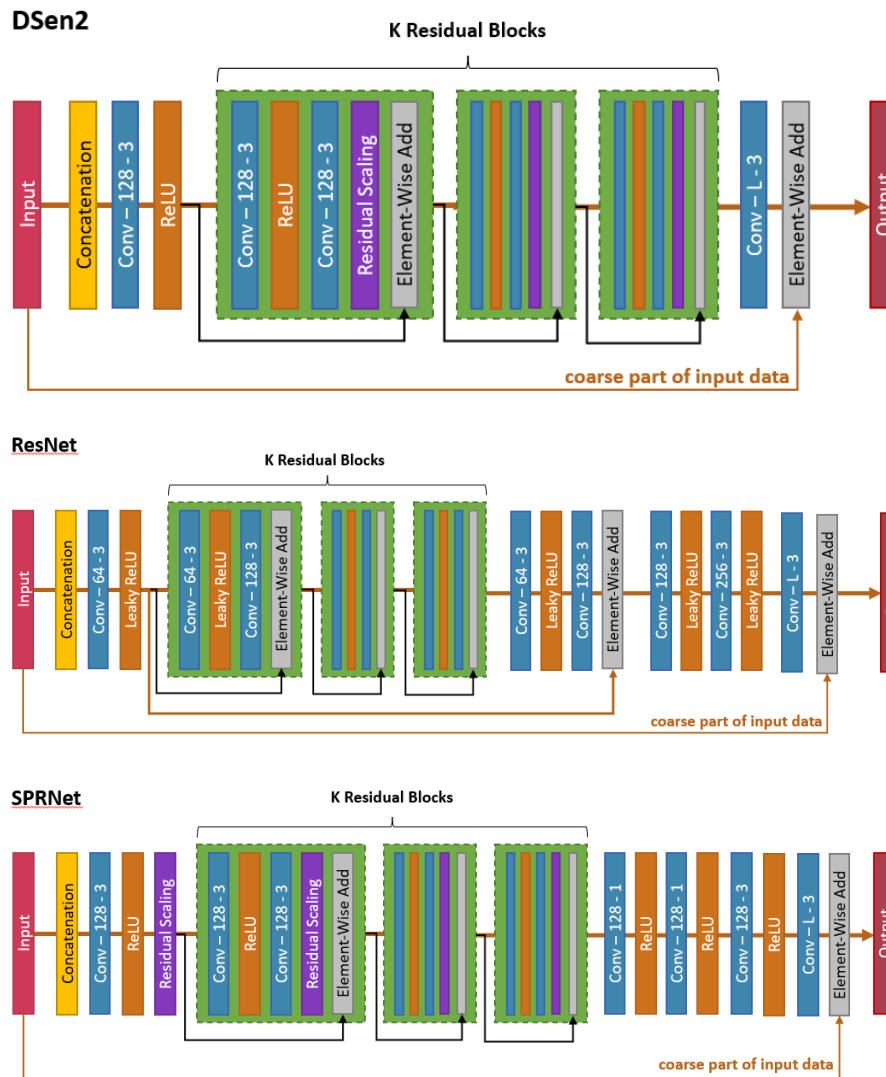 DSen2
K Residual Blocks
Input
Concatenation
Conv – 128 - 3
ReLU
Conv – 128 - 3
ReLU
Conv – 128 - 3
Residual Scaling
Element-Wise Add
Conv – L - 3
Element-Wise Add
Output
coarse part of input data
ResNet
K Residual Blocks
Input
Concatenation
Conv – 64 - 3
Leaky ReLU
Conv – 64 - 3
Leaky ReLU
Conv – 128 - 3
Element-Wise Add
Conv – 64 - 3
Leaky ReLU
Conv – 128 - 3
Element-Wise Add
Conv – 128 - 3
Leaky ReLU
Conv – 256 - 3
Leaky ReLU
Conv – L - 3
Element-Wise Add
coarse part of input data
SPRNet
K Residual Blocks
Input
Concatenation
Conv – 128 - 3
ReLU
Residual Scaling
Conv – 128 - 3
ReLU
Conv – 128 - 3
Residual Scaling
Element-Wise Add
Conv – 128 - 1
ReLU
Conv – 128 - 1
ReLU
Conv – 128 - 3
ReLU
Conv – L - 3
Element-Wise Add
Output
coarse part of input data